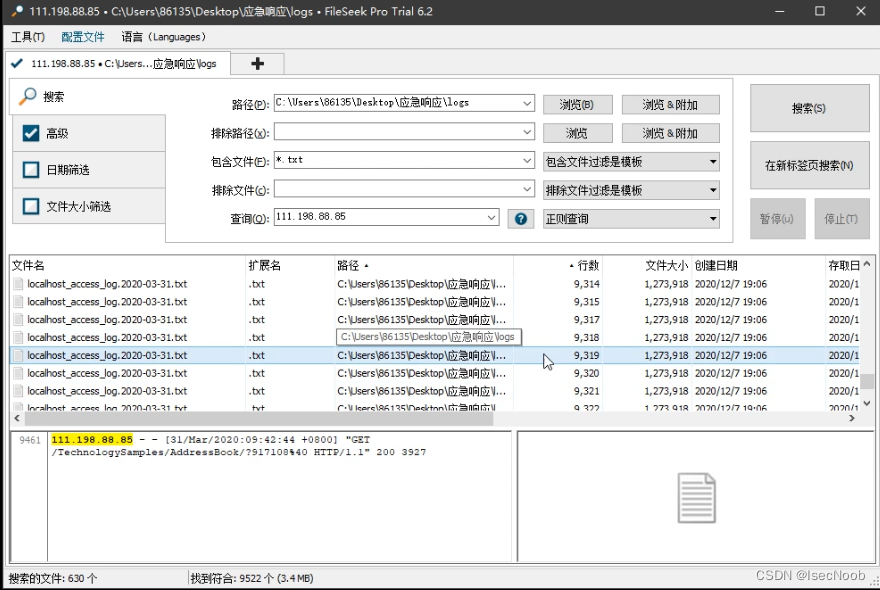 111.198.88.85 • C:\Users\86135\Desktop\应急响应\logs • FileSeek Pro Trial 6.2
工具(T) 配置文件 语言 (Languages)
111.198.88.85 • C:\Users...应急响应\logs
搜索
高级
日期筛选
文件大小筛选
路径(P): C:\Users\86135\Desktop\应急响应\logs 浏览(B) 浏览 & 附加
排除路径(x): 浏览 浏览 & 附加
包含文件(F): *.txt 包含文件过滤是模板
排除文件(c): 排除文件过滤是模板
查询(Q): 111.198.88.85 ? 正则查询
搜索(S)
在新标签页搜索(N)
暂停(u) 停止(T)
文件名 扩展名 路径 行数 文件大小 创建日期 存取日
localhost_access_log.2020-03-31.txt .txt C:\Users\86135\Desktop\应急响应\l... 9,314 1,273,918 2020/12/7 19:06 2020/1
localhost_access_log.2020-03-31.txt .txt C:\Users\86135\Desktop\应急响应\l... 9,315 1,273,918 2020/12/7 19:06 2020/1
localhost_access_log.2020-03-31.txt .txt C:\Users\86135\Desktop\应急响应\l... 9,317 1,273,918 2020/12/7 19:06 2020/1
localhost_access_log.2020-03-31.txt .txt C:\Users\86135\Desktop\应急响应\logs 9,318 1,273,918 2020/12/7 19:06 2020/1
localhost_access_log.2020-03-31.txt .txt C:\Users\86135\Desktop\应急响应\l... 9,319 1,273,918 2020/12/7 19:06 2020/1
localhost_access_log.2020-03-31.txt .txt C:\Users\86135\Desktop\应急响应\l... 9,320 1,273,918 2020/12/7 19:06 2020/1
localhost_access_log.2020-03-31.txt .txt C:\Users\86135\Desktop\应急响应\l... 9,321 1,273,918 2020/12/7 19:06 2020/1
localhost_access_log.2020-03-31.txt .txt C:\Users\86135\Desktop\应急响应\l... 9,322 1,273,918 2020/12/7 19:06 2020/1
9461 111.198.88.85 - - [31/Mar/2020:09:42:44 +0800] "GET
/TechnologySamples/AddressBook/?917108%40 HTTP/1.1" 200 3927
搜索的文件: 630 个 找到符合: 9522 个 (3.4 MB)
CSDN @IsecNoob